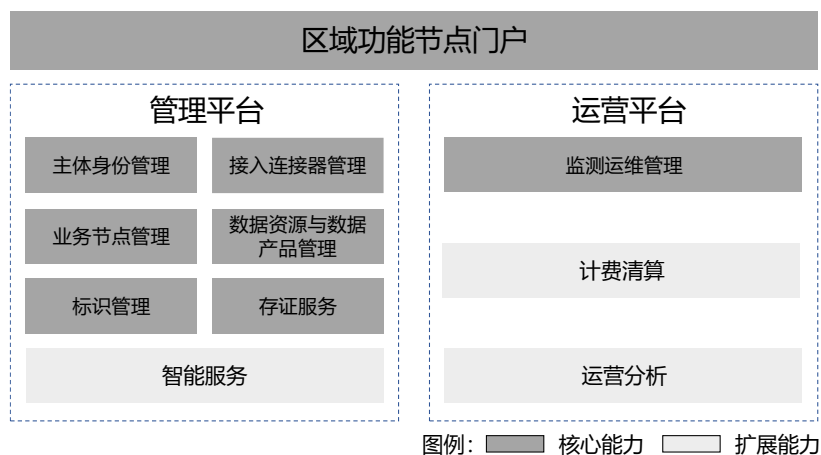 区域功能节点门户
管理平台
主体身份管理
接入连接器管理
业务节点管理
数据资源与数据
产品管理
标识管理
存证服务
智能服务
运营平台
监测运维管理
计费清算
运营分析
图例：
核心能力
扩展能力